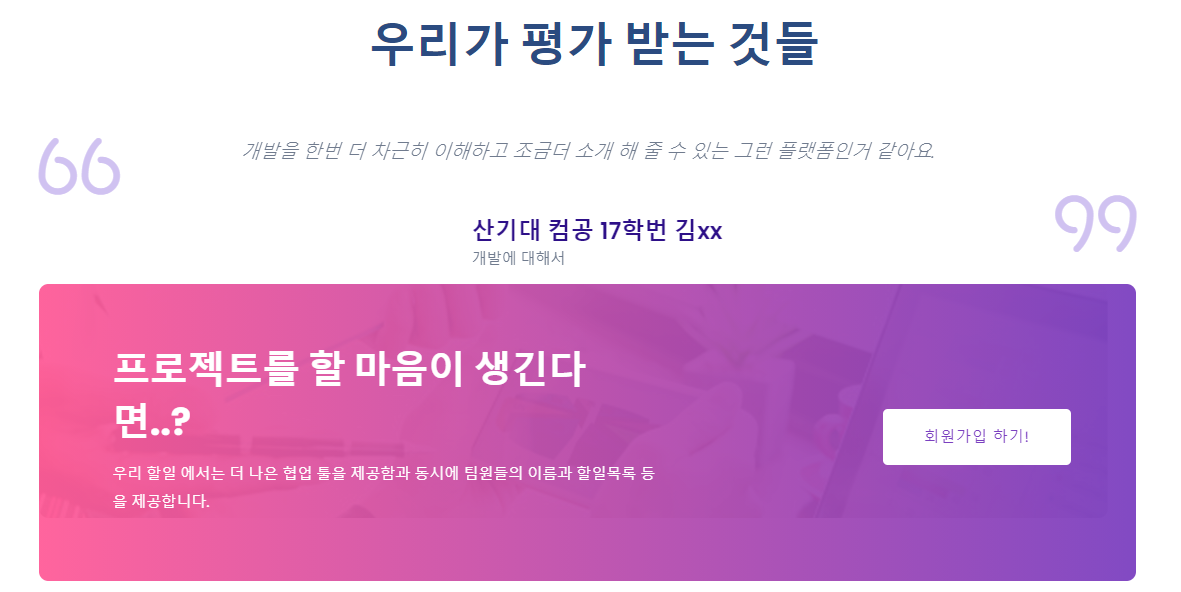 우리가 평가 받는 것들
개발을 한번 더 차근히 이해하고 조금더 소개 해 줄 수 있는 그런 플랫폼인거 같아요.
산기대 컴공 17학번 김xx
개발에 대해서
프로젝트를 할 마음이 생긴다
면..?
회원가입 하기!
우리 할일 에서는 더 나은 협업 툴을 제공함과 동시에 팀원들의 이름과 할일목록 등
을 제공합니다.